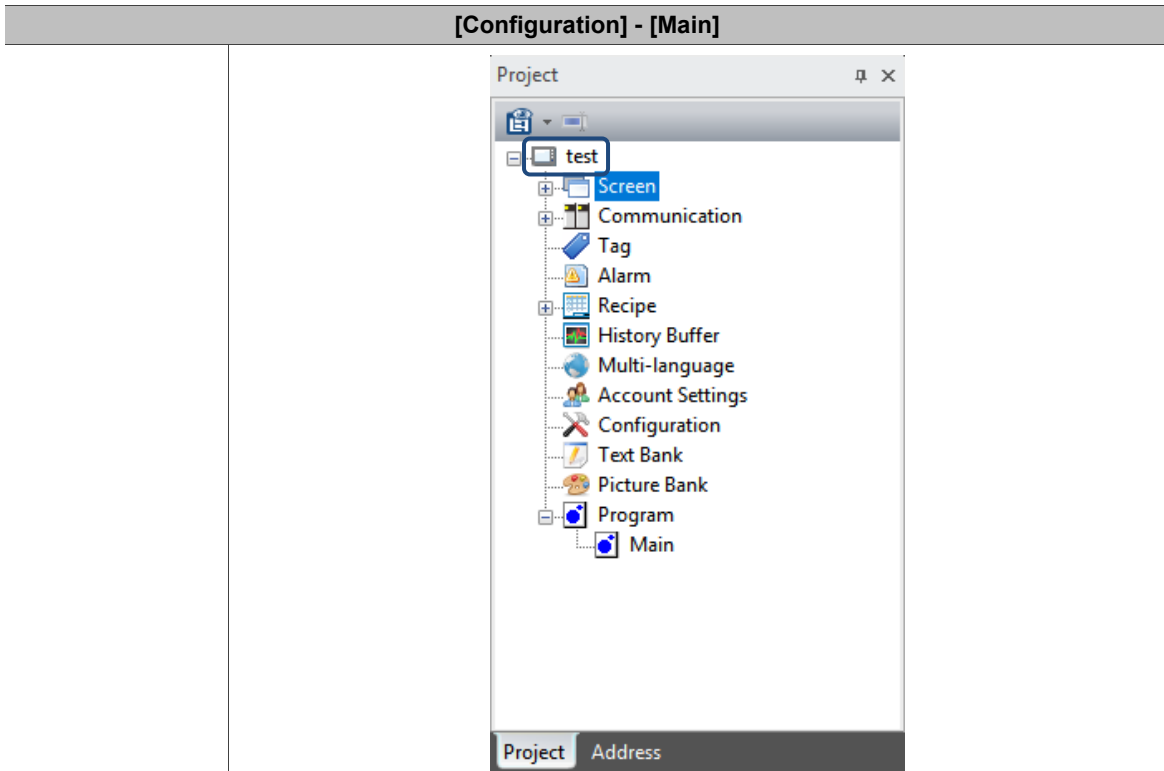 [Configuration] - [Main]
Project
test
Screen
Communication
Tag
Alarm
Recipe
History Buffer
Multi-language
Account Settings
Configuration
Text Bank
Picture Bank
Program
Main
Project Address